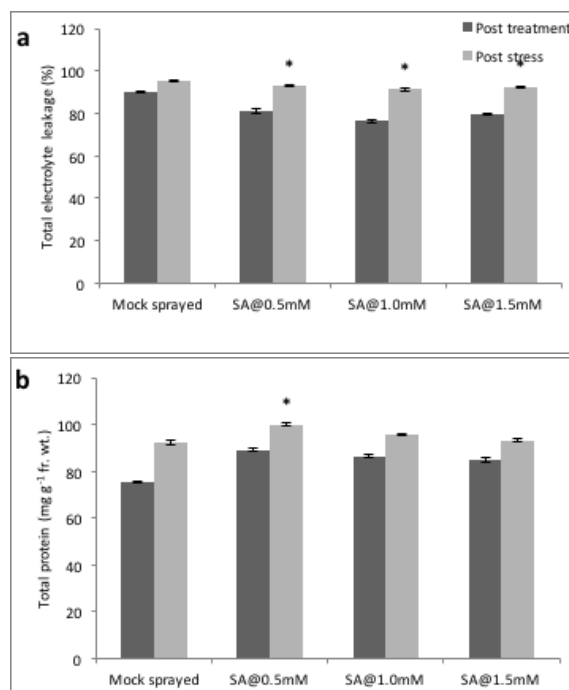 a
Total electrolyte leakage (%)
120
100
80
60
40
20
0
Post treatment
Post stress
*
*
*
Mock sprayed
SA@0.5mM
SA@1.0mM
SA@1.5mM
b
Total protein (mg g⁻¹ fr. wt.)
120
100
80
60
40
20
0
*
Mock sprayed
SA@0.5mM
SA@1.0mM
SA@1.5mM